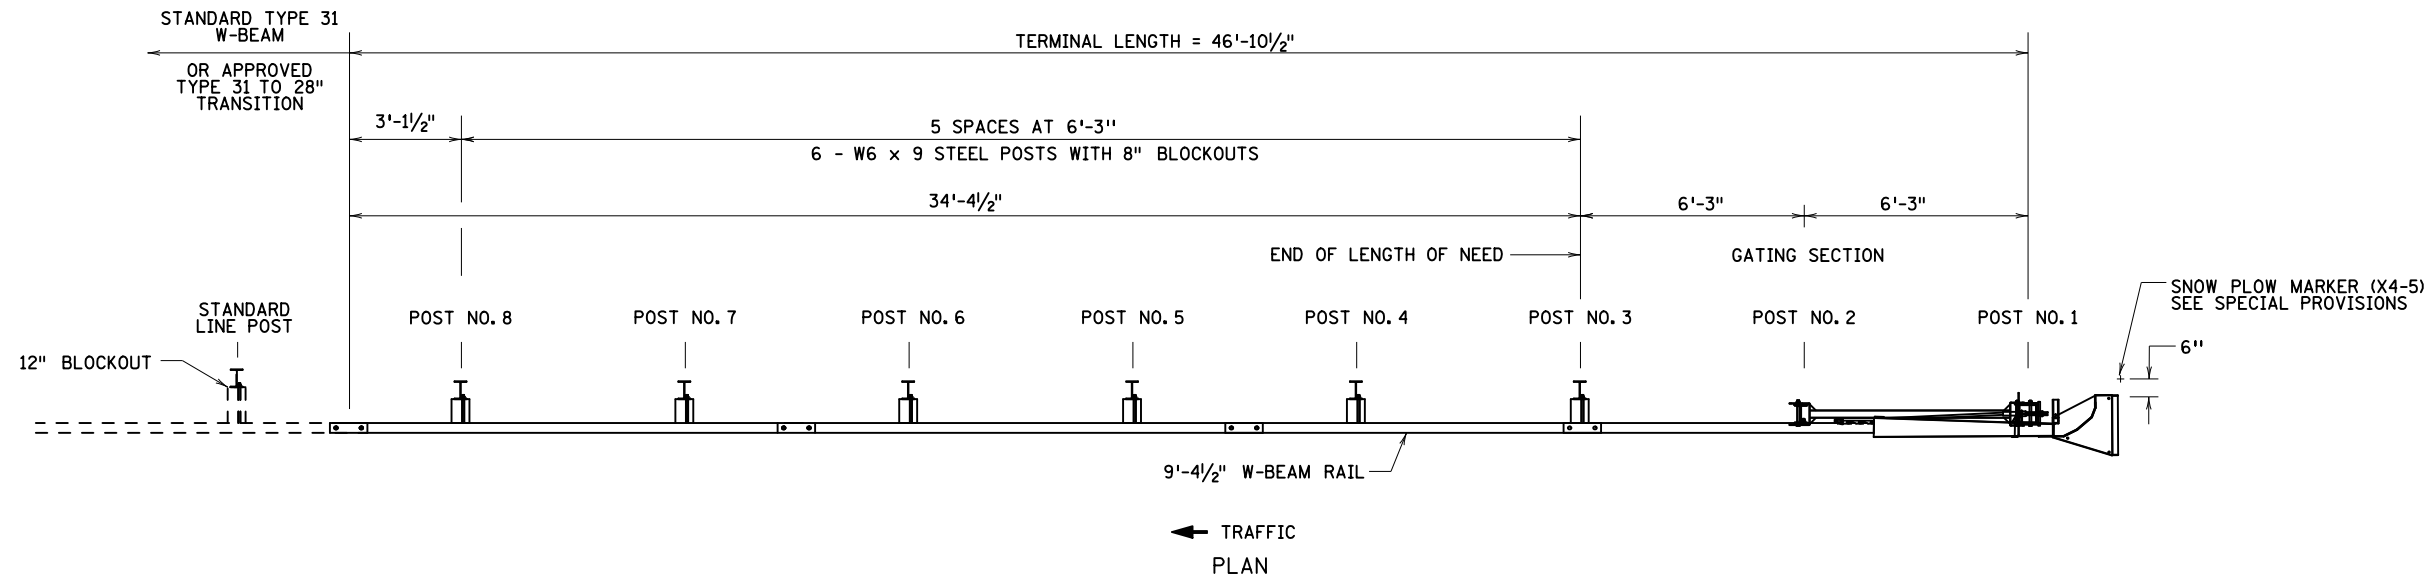 STANDARD TYPE 31
W-BEAM
OR APPROVED
TYPE 31 TO 28"
TRANSITION
TERMINAL LENGTH = 46'-10½"
3'-1½"
5 SPACES AT 6'-3"
6 - W6 x 9 STEEL POSTS WITH 8" BLOCKOUTS
34'-4½"
6'-3"
6'-3"
END OF LENGTH OF NEED
GATING SECTION
SNOW PLOW MARKER (X4-5)
SEE SPECIAL PROVISIONS
STANDARD
LINE POST
POST NO. 8
POST NO. 7
POST NO. 6
POST NO. 5
POST NO. 4
POST NO. 3
POST NO. 2
POST NO. 1
6"
12" BLOCKOUT
9'-4½" W-BEAM RAIL
TRAFFIC
PLAN